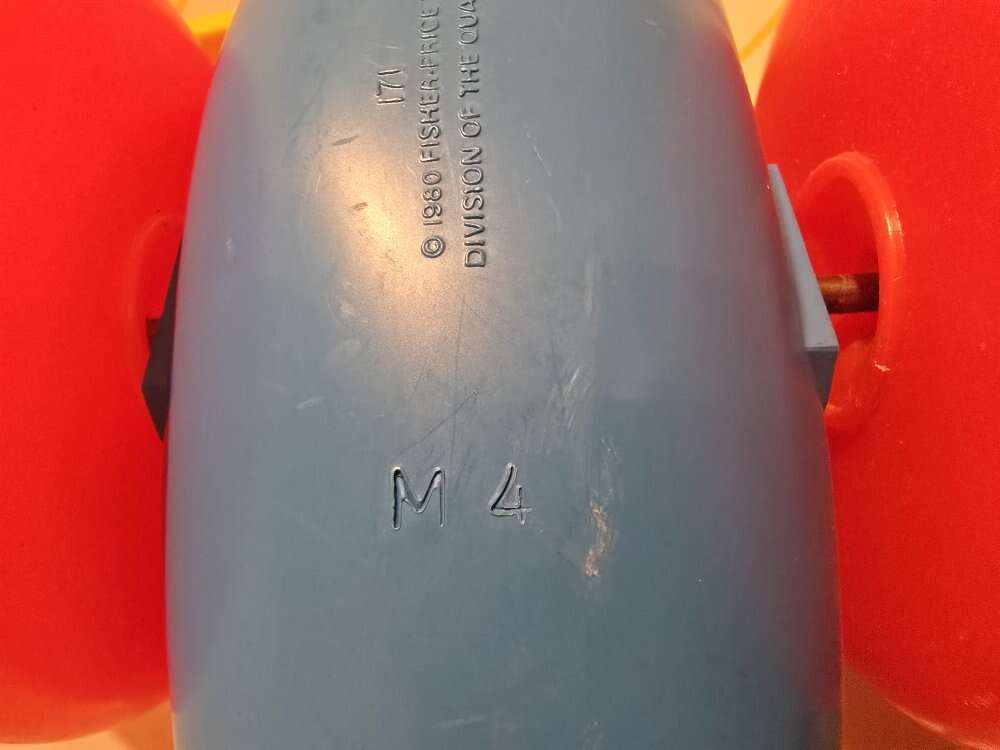 171
© 1980 FISHER-PRICE
DIVISION OF THE QUA
M 4